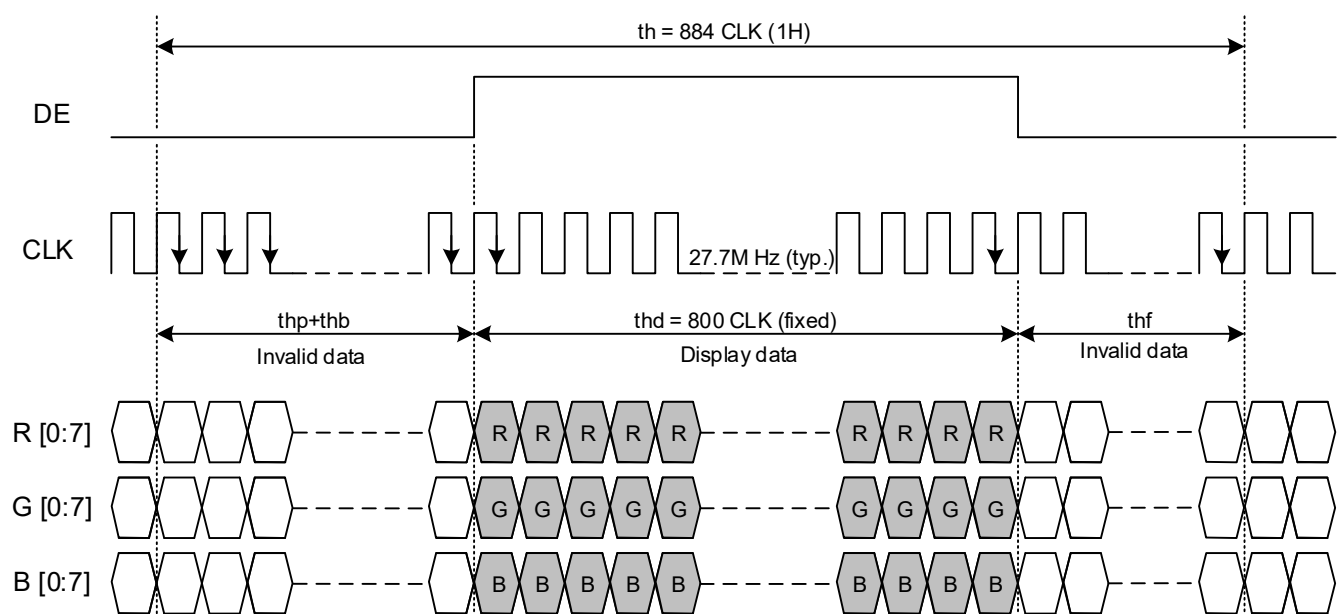 th = 884 CLK (1H)
DE
CLK
27.7M Hz (typ.)
thp+thb
thd = 800 CLK (fixed)
thf
Invalid data
Display data
Invalid data
R [0:7]
R R R R R
R R R R
G [0:7]
G G G G G
G G G G
B [0:7]
B B B B B
B B B B